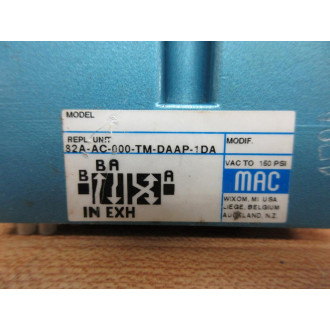 MODEL
REPL. UNIT
MODIF.
82A-AC-000-TM-DAAP-1DA
BA
B A
IN EXH
VAC TO 150 PSI
MAC
WIXOM, MI. USA
LIEGE, BELGIUM
AUCKLAND, N.Z.